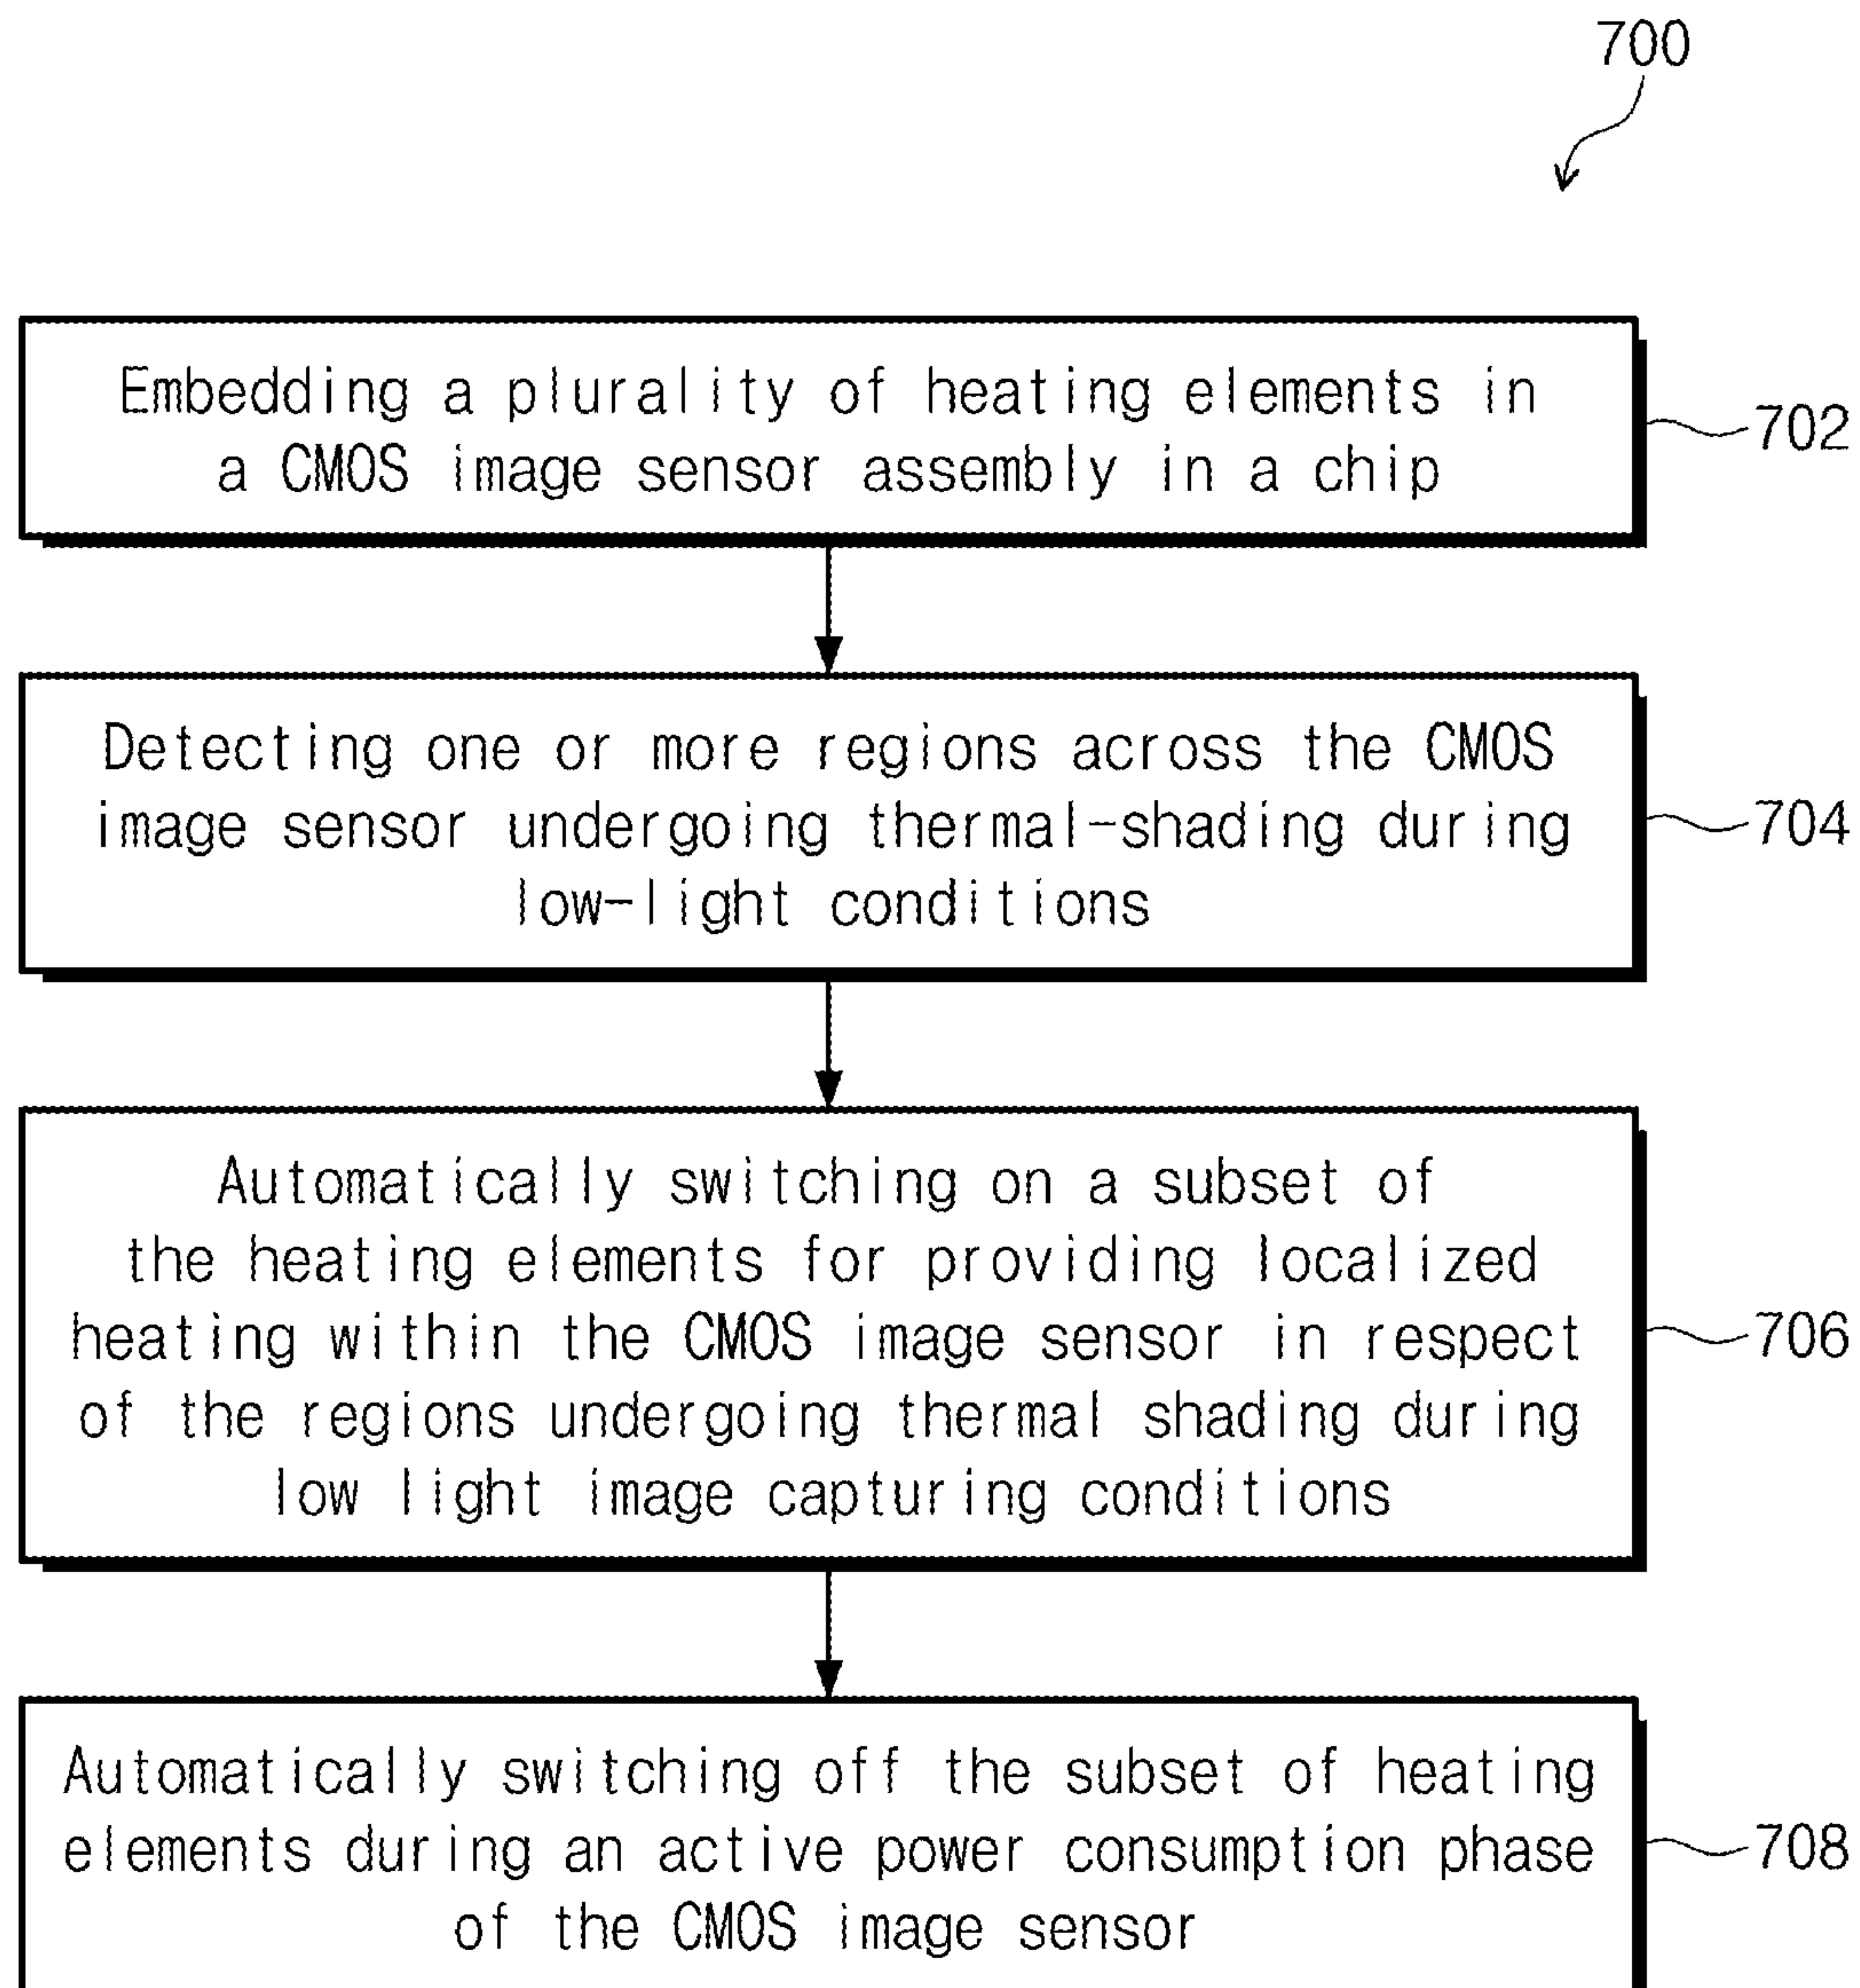 700
Embedding a plurality of heating elements in
a CMOS image sensor assembly in a chip
702
Detecting one or more regions across the CMOS
image sensor undergoing thermal-shading during
low-light conditions
704
Automatically switching on a subset of
the heating elements for providing localized
heating within the CMOS image sensor in respect
of the regions undergoing thermal shading during
low light image capturing conditions
706
Automatically switching off the subset of heating
elements during an active power consumption phase
of the CMOS image sensor
708